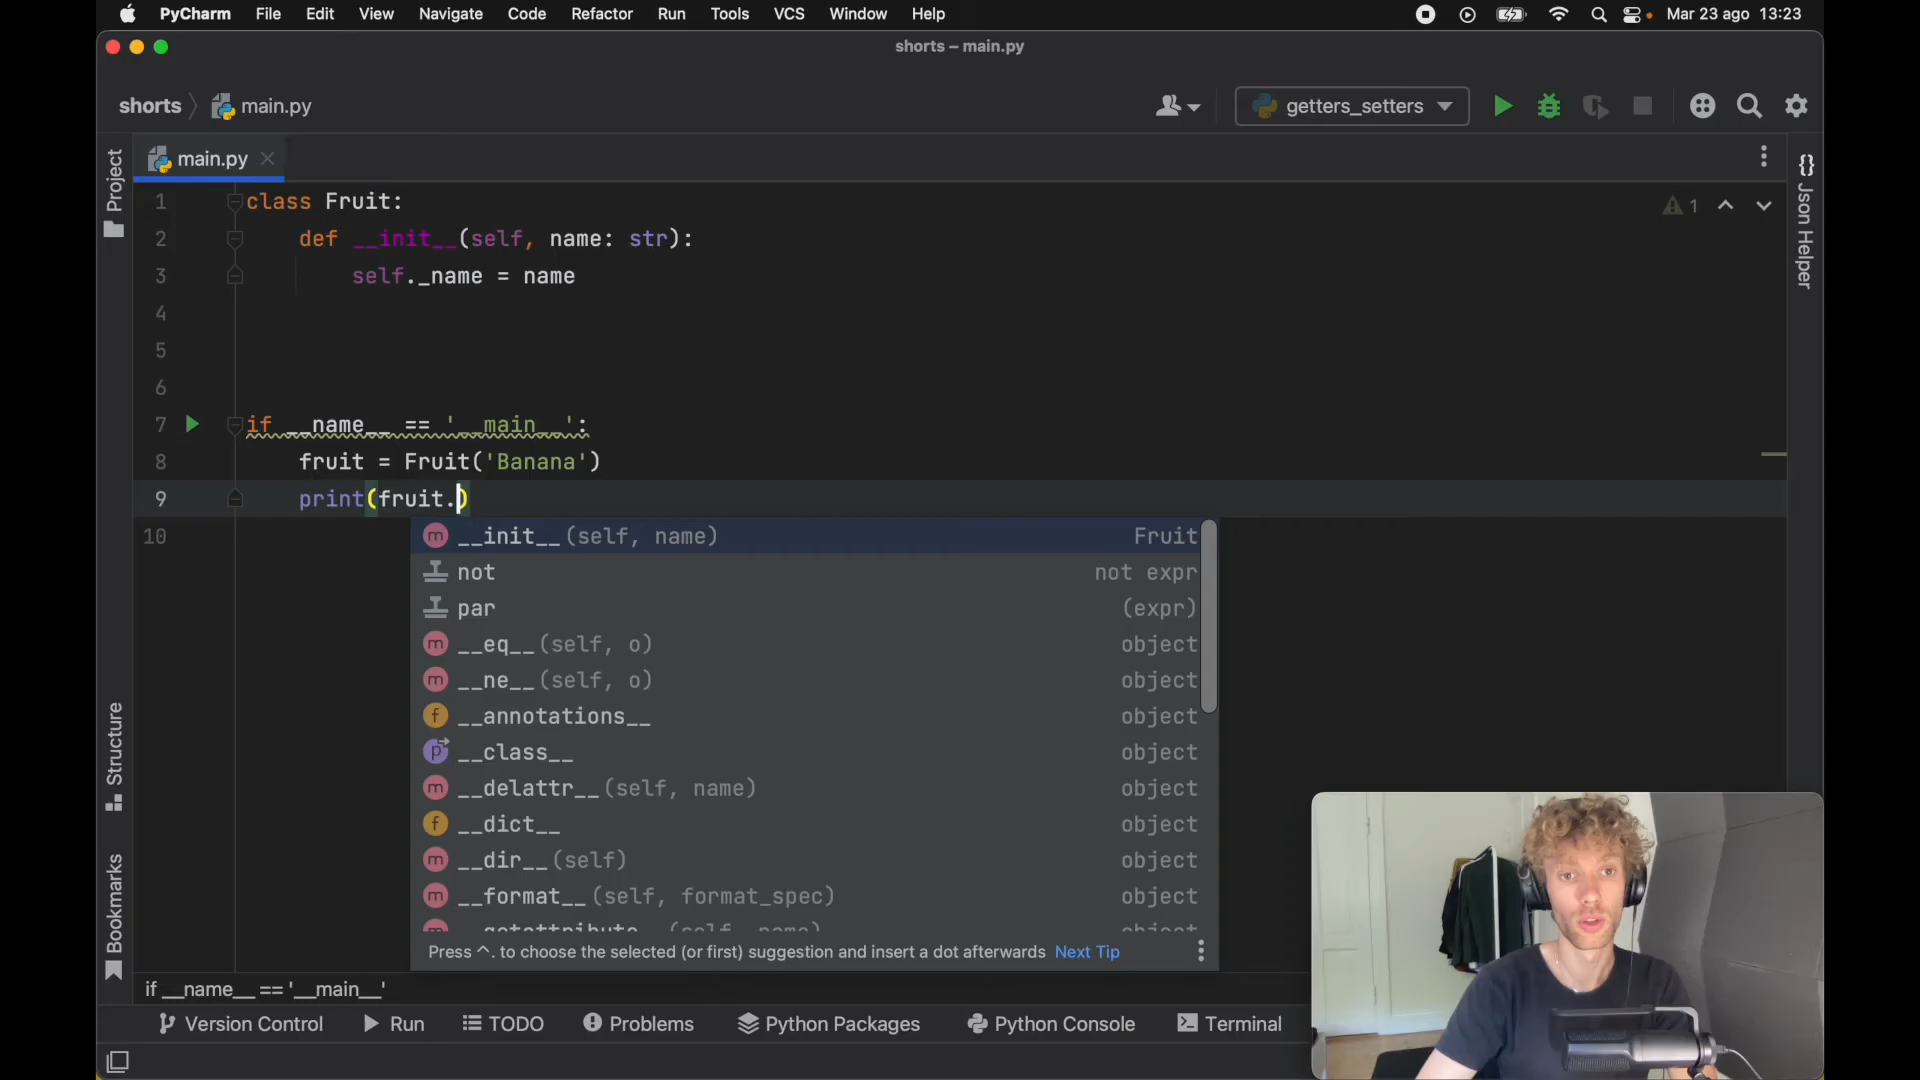 PyCharm File Edit View Navigate Code Refactor Run Tools VCS Window Help Mar 23 ago 13:23
shorts – main.py
shorts main.py getters_setters
main.py
Project
Structure
Bookmarks
Json Helper
1
1 class Fruit:
2 def __init__(self, name: str):
3 self._name = name
4
5
6
7 if __name__ == '__main__':
8 fruit = Fruit('Banana')
9 print(fruit.)
10
__init__(self, name) Fruit
not not expr
par (expr)
__eq__(self, o) object
__ne__(self, o) object
__annotations__ object
__class__ object
__delattr__(self, name) object
__dict__ object
__dir__(self) object
__format__(self, format_spec) object
__getattribute__(self, name) object
Press ^. to choose the selected (or first) suggestion and insert a dot afterwards Next Tip
if __name__ == '__main__'
Version Control Run TODO Problems Python Packages Python Console Terminal